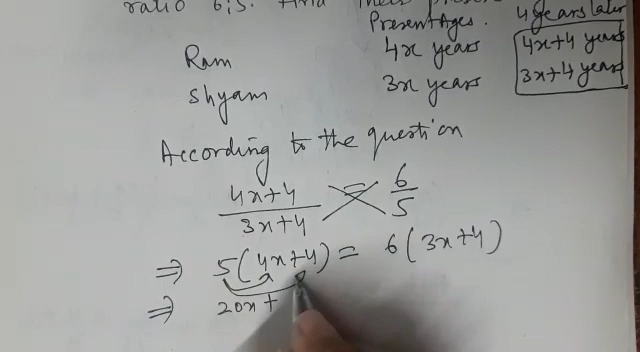 ratio 6:5. Find their present
Present Ages. 4 years later
Ram 4x years 4x+4 years
Shyam 3x years 3x+4 years
According to the question
4x+4 / 3x+4 = 6 / 5
⇒ 5(4x+4) = 6(3x+4)
⇒ 20x+